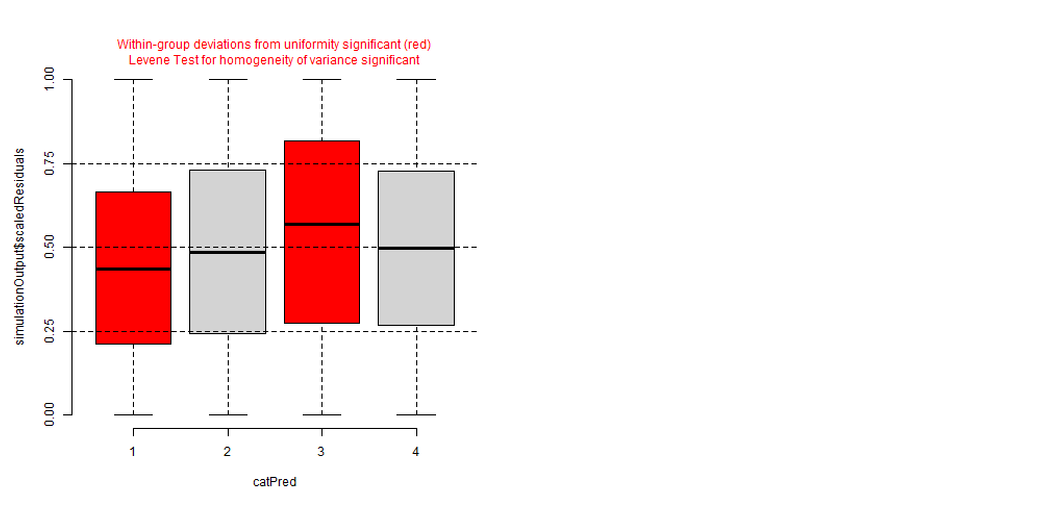 Within-group deviations from uniformity significant (red)
Levene Test for homogeneity of variance significant
1.00
0.75
0.50
0.25
0.00
simulationOutput$scaledResiduals
1 2 3 4
catPred